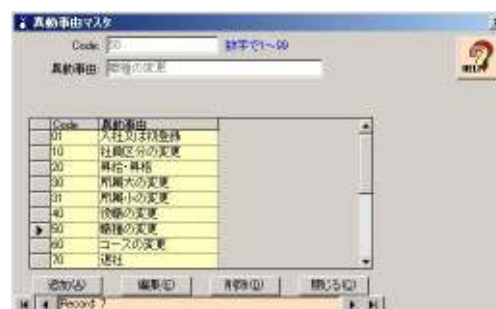 異動事由マスタ
Code: 50 数字で1~99
異動事由: 職種の変更
HELP
Code 異動事由
01 入社又は初登録
10 社員区分の変更
20 昇給・昇格
30 所属大の変更
31 所属小の変更
40 役職の変更
50 職種の変更
60 コースの変更
70 退社
追加(A) 編集(E) 削除(D) 閉じる(Q)
Record: 7